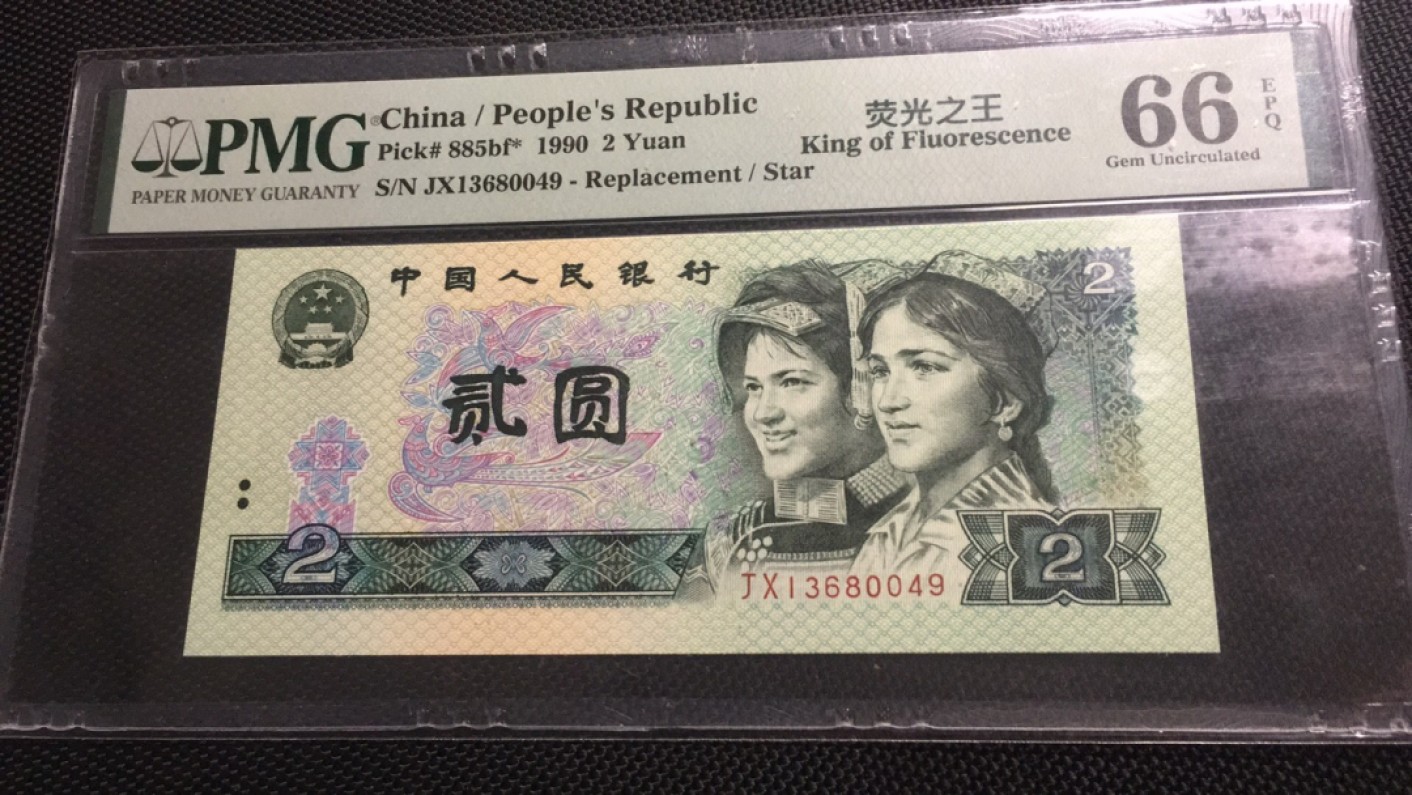 PMG®
PAPER MONEY GUARANTY
China / People's Republic
Pick# 885bf* 1990 2 Yuan
S/N JX13680049 - Replacement / Star
荧光之王
King of Fluorescence
66
EPQ
Gem Uncirculated
中国人民银行
2
贰圆
2
JX13680049
2